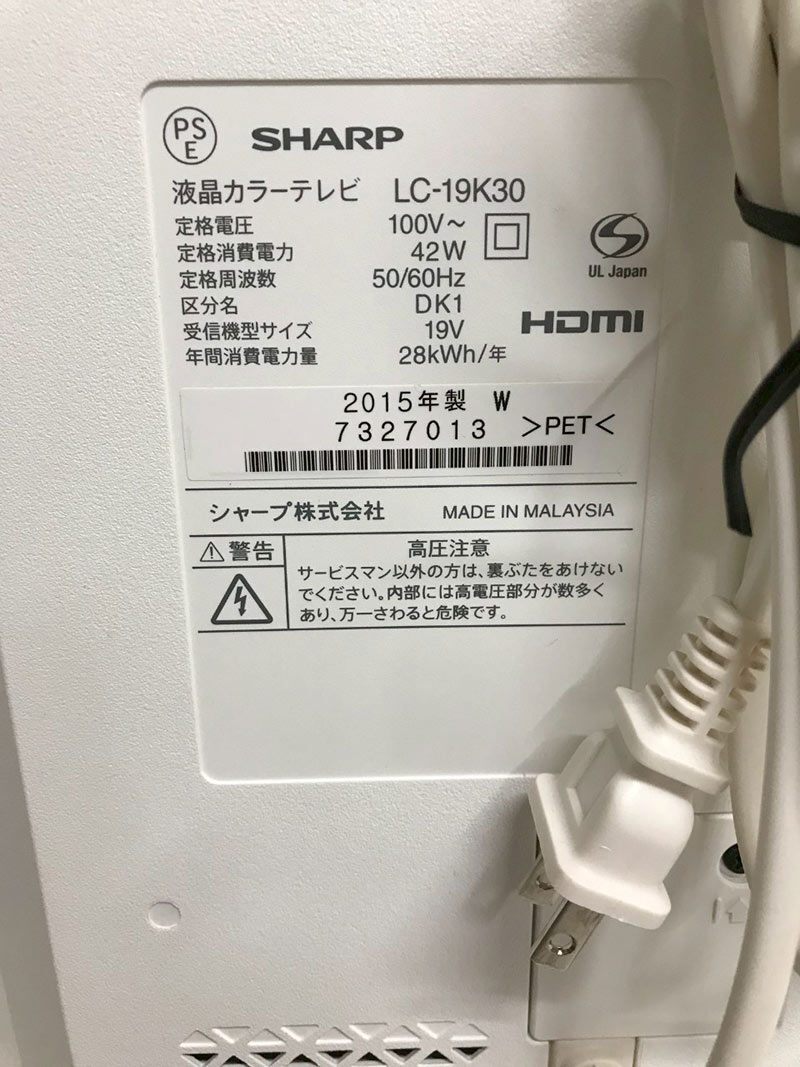 PS
E
SHARP
液晶カラーテレビ LC-19K30
定格電圧 100V～
定格消費電力 42W
定格周波数 50/60Hz
区分名 DK1
受信機型サイズ 19V
年間消費電力量 28kWh/年
S
UL Japan
HDMI
2015年製 W
7327013 >PET<
シャープ株式会社 MADE IN MALAYSIA
警告
高圧注意
サービスマン以外の方は、裏ぶたをあけない
でください。内部には高電圧部分が数多く
あり、万一さわると危険です。